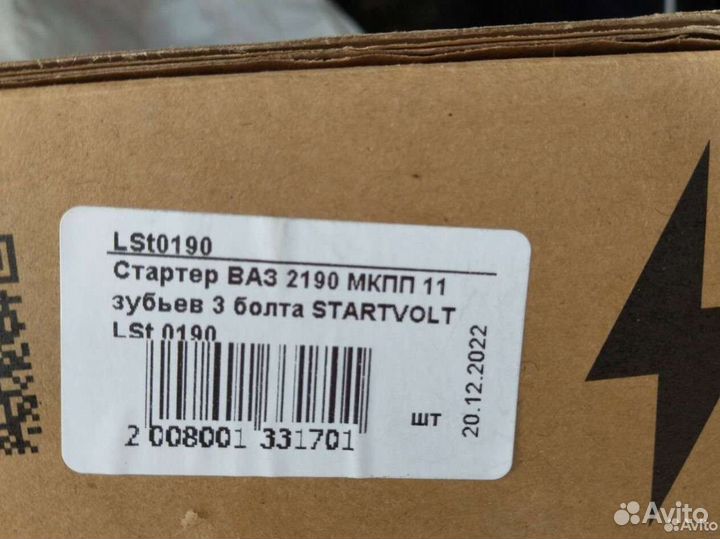 LSt0190
Стартер ВАЗ 2190 МКПП 11
зубьев 3 болта STARTVOLT
LSt 0190
2 008001 331701
шт
20.12.2022
Avito
Avito